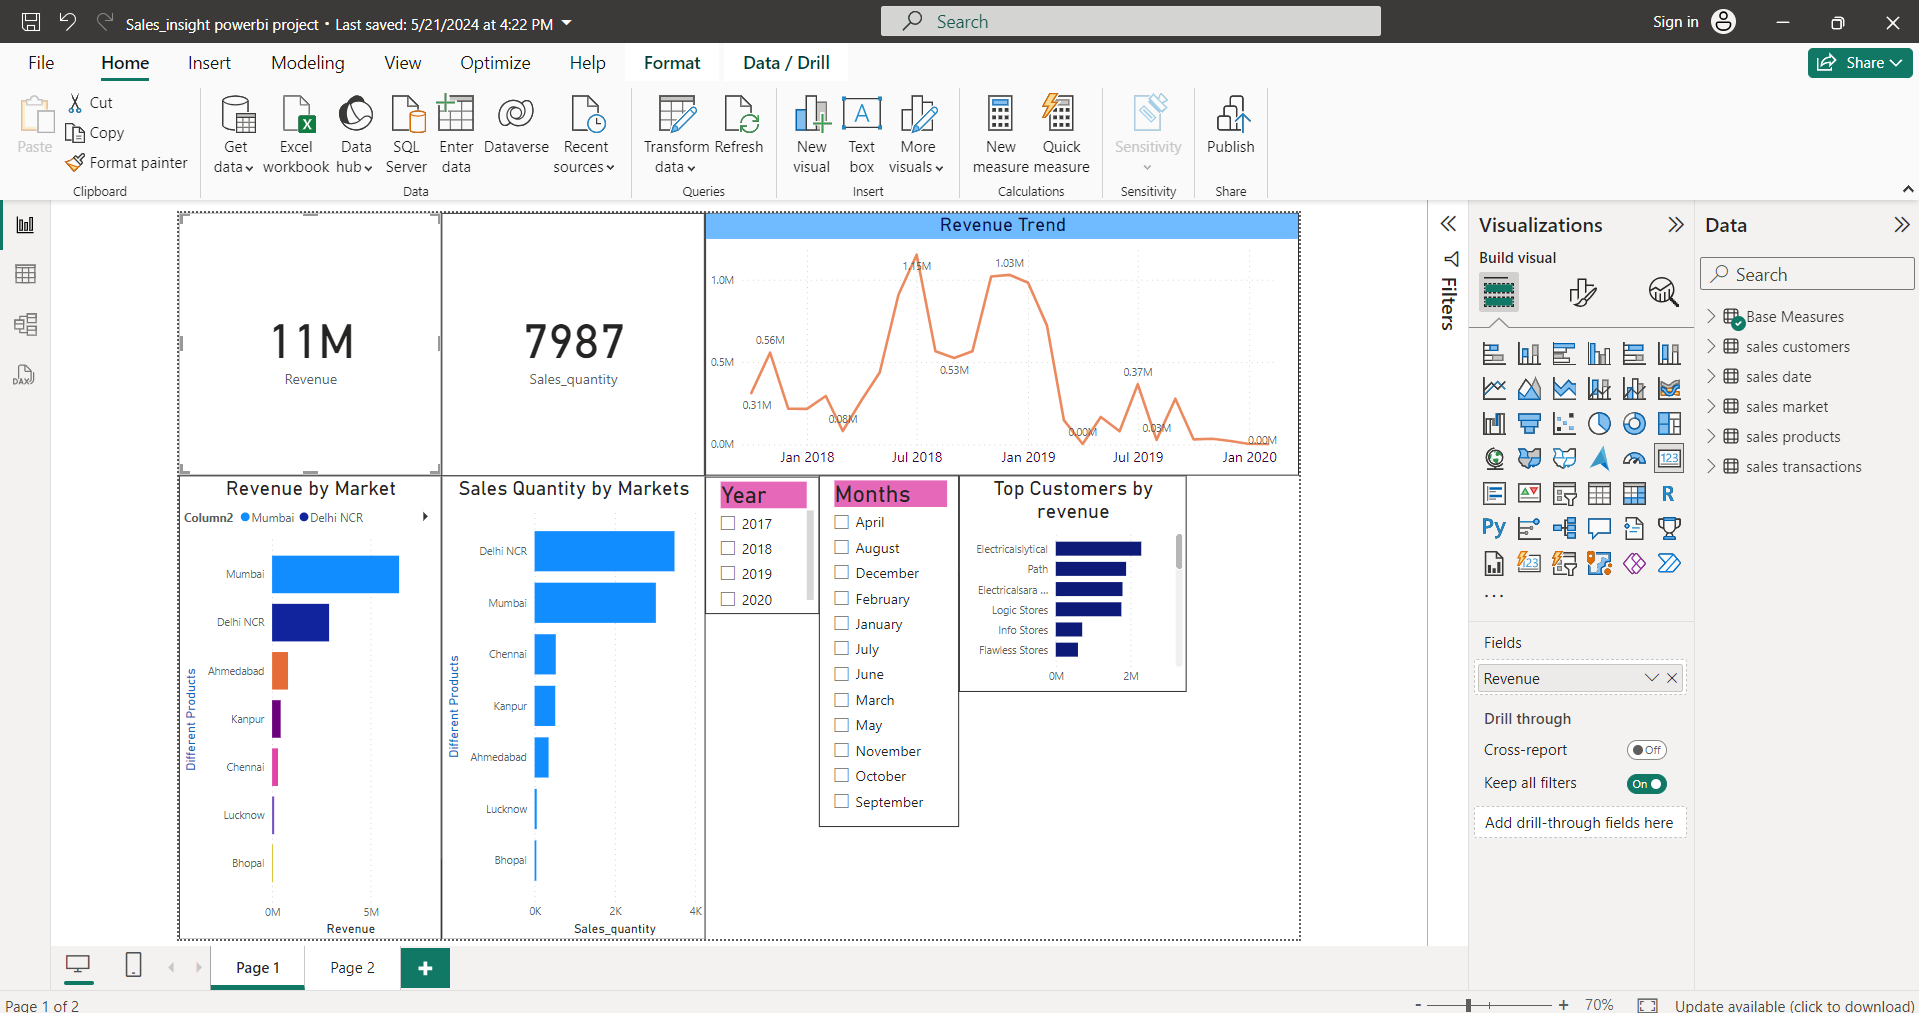 Sales_insight powerbi project • Last saved: 5/21/2024 at 4:22 PM
Search
Sign in
File Home Insert Modeling View Optimize Help Format Data / Drill
Share
Paste
Cut
Copy
Format painter
Clipboard
Get data
Excel workbook
Data hub
SQL Server
Enter data
Dataverse
Recent sources
Data
Transform data
Refresh
Queries
New visual
Text box
More visuals
Insert
New measure
Quick measure
Calculations
Sensitivity
Sensitivity
Publish
Share
11M
Revenue
7987
Sales_quantity
Revenue Trend
1.0M
0.5M
0.0M
0.31M
0.56M
0.08M
1.15M
0.53M
1.03M
0.00M
0.37M
0.03M
0.00M
Jan 2018 Jul 2018 Jan 2019 Jul 2019 Jan 2020
Revenue by Market
Column2 Mumbai Delhi NCR
Different Products
Mumbai
Delhi NCR
Ahmedabad
Kanpur
Chennai
Lucknow
Bhopal
0M 5M
Revenue
Sales Quantity by Markets
Different Products
Delhi NCR
Mumbai
Chennai
Kanpur
Ahmedabad
Lucknow
Bhopal
0K 2K 4K
Sales_quantity
Year
2017
2018
2019
2020
Months
April
August
December
February
January
July
June
March
May
November
October
September
Top Customers by
revenue
Electricalslytical
Path
Electricalsara ...
Logic Stores
Info Stores
Flawless Stores
0M 2M
Filters
Visualizations
Build visual
123
R
Py
123
...
Fields
Revenue
Drill through
Cross-report Off
Keep all filters On
Add drill-through fields here
Data
Search
Base Measures
sales customers
sales date
sales market
sales products
sales transactions
DAX
Page 1 Page 2 +
Page 1 of 2
- + 70%
Update available (click to download)